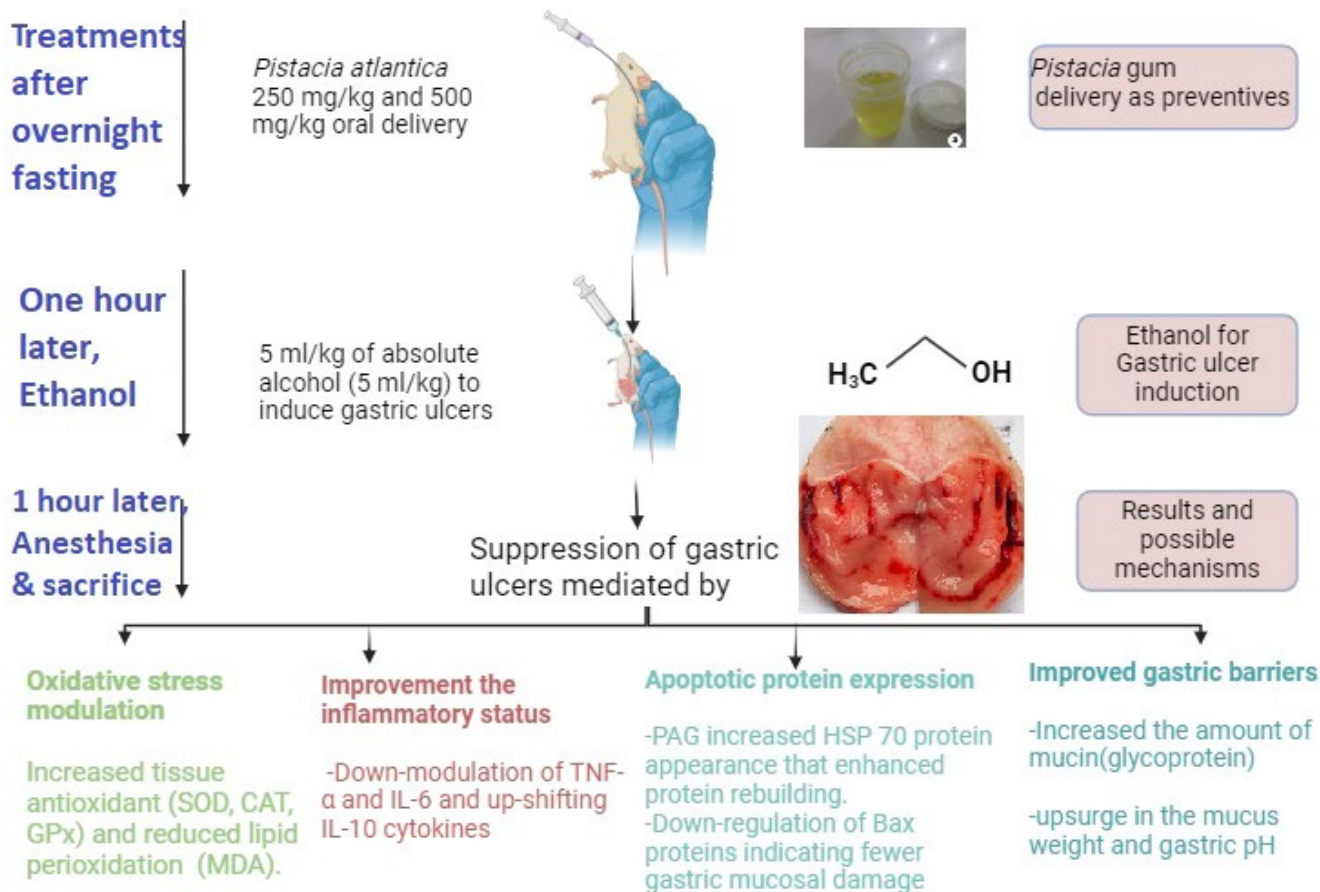 Treatments
after
overnight
fasting
Pistacia atlantica
250 mg/kg and 500
mg/kg oral delivery
Pistacia gum
delivery as preventives
One hour
later,
Ethanol
5 ml/kg of absolute
alcohol (5 ml/kg) to
induce gastric ulcers
H₃C
OH
Ethanol for
Gastric ulcer
induction
1 hour later,
Anesthesia
& sacrifice
Suppression of gastric
ulcers mediated by
Results and
possible
mechanisms
Oxidative stress
modulation
Increased tissue
antioxidant (SOD, CAT,
GPx) and reduced lipid
perioxidation (MDA).
Improvement the
inflammatory status
-Down-modulation of TNF-
α and IL-6 and up-shifting
IL-10 cytokines
Apoptotic protein expression
-PAG increased HSP 70 protein
appearance that enhanced
protein rebuilding.
-Down-regulation of Bax
proteins indicating fewer
gastric mucosal damage
Improved gastric barriers
-Increased the amount of
mucin(glycoprotein)
-upsurge in the mucus
weight and gastric pH